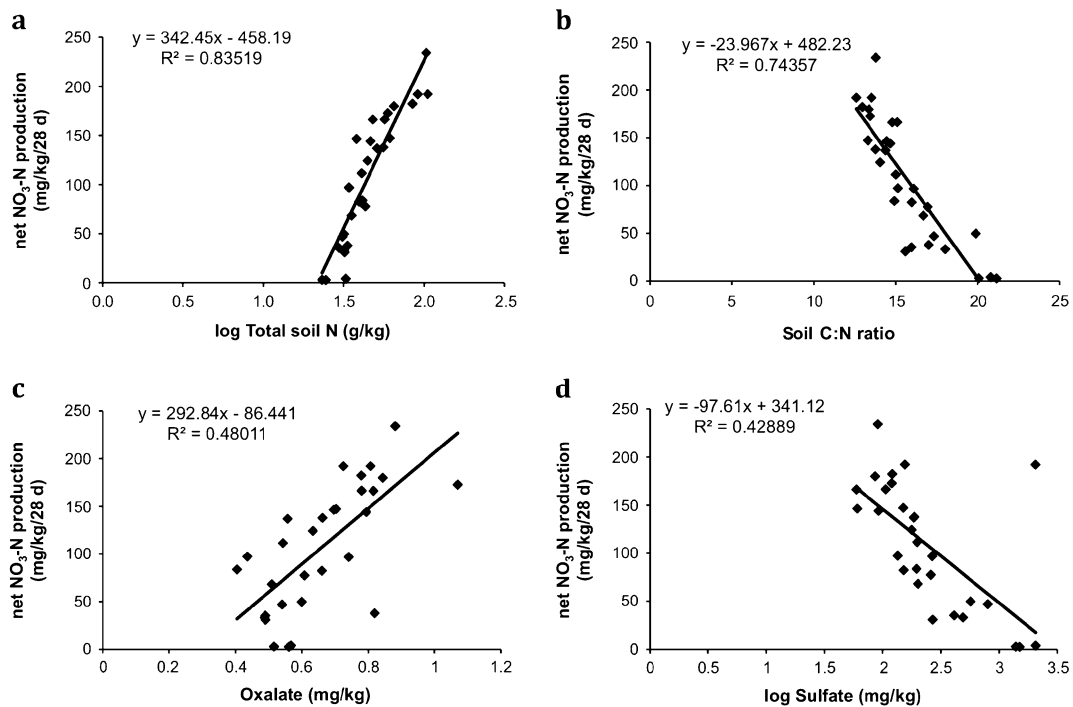 a
y = 342.45x - 458.19
R² = 0.83519
net NO₃-N production
(mg/kg/28 d)
250
200
150
100
50
0
0.0 0.5 1.0 1.5 2.0 2.5
log Total soil N (g/kg)
b
y = -23.967x + 482.23
R² = 0.74357
net NO₃-N production
(mg/kg/28 d)
250
200
150
100
50
0
0 5 10 15 20 25
Soil C:N ratio
c
y = 292.84x - 86.441
R² = 0.48011
net NO₃-N production
(mg/kg/28 d)
250
200
150
100
50
0
0 0.2 0.4 0.6 0.8 1 1.2
Oxalate (mg/kg)
d
y = -97.61x + 341.12
R² = 0.42889
net NO₃-N production
(mg/kg/28 d)
250
200
150
100
50
0
0 1 1 2 2 3 3 3.5
log Sulfate (mg/kg)